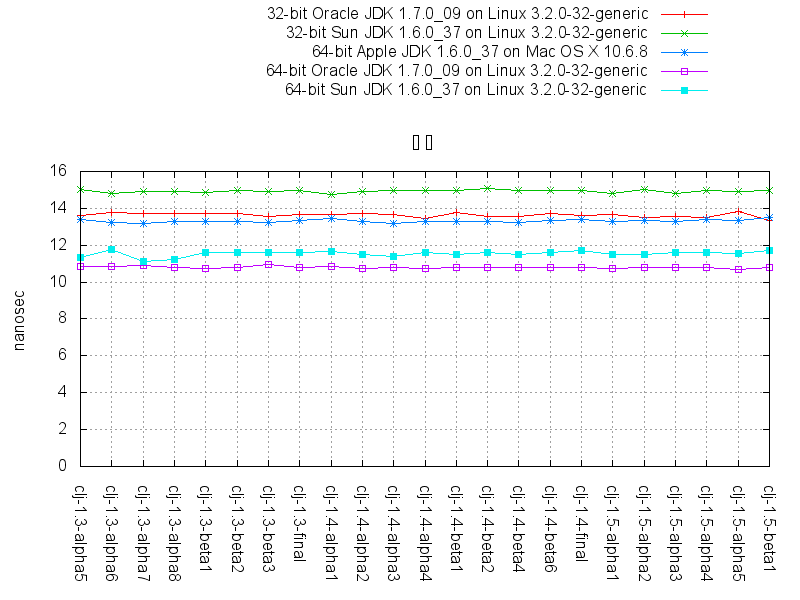 32-bit Oracle JDK 1.7.0_09 on Linux 3.2.0-32-generic
32-bit Sun JDK 1.6.0_37 on Linux 3.2.0-32-generic
64-bit Apple JDK 1.6.0_37 on Mac OS X 10.6.8
64-bit Oracle JDK 1.7.0_09 on Linux 3.2.0-32-generic
64-bit Sun JDK 1.6.0_37 on Linux 3.2.0-32-generic
16
14
12
10
8
6
4
2
0
nanosec
clj-1.3-alpha5
clj-1.3-alpha6
clj-1.3-alpha7
clj-1.3-alpha8
clj-1.3-beta1
clj-1.3-beta2
clj-1.3-beta3
clj-1.3-final
clj-1.4-alpha1
clj-1.4-alpha2
clj-1.4-alpha3
clj-1.4-alpha4
clj-1.4-beta1
clj-1.4-beta2
clj-1.4-beta4
clj-1.4-beta6
clj-1.4-final
clj-1.5-alpha1
clj-1.5-alpha2
clj-1.5-alpha3
clj-1.5-alpha4
clj-1.5-alpha5
clj-1.5-beta1